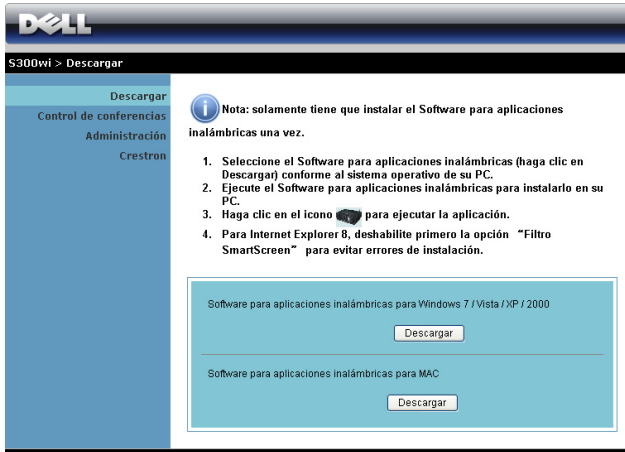 DELL
S300wi > Descargar
Descargar
Control de conferencias
Administración
Crestron
Nota: solamente tiene que instalar el Software para aplicaciones
inalámbricas una vez.
1. Seleccione el Software para aplicaciones inalámbricas (haga clic en
Descargar) conforme al sistema operativo de su PC.
2. Ejecute el Software para aplicaciones inalámbricas para instalarlo en su
PC.
3. Haga clic en el icono para ejecutar la aplicación.
4. Para Internet Explorer 8, deshabilite primero la opción “Filtro
SmartScreen” para evitar errores de instalación.
Software para aplicaciones inalámbricas para Windows 7 / Vista / XP / 2000
Descargar
Software para aplicaciones inalámbricas para MAC
Descargar